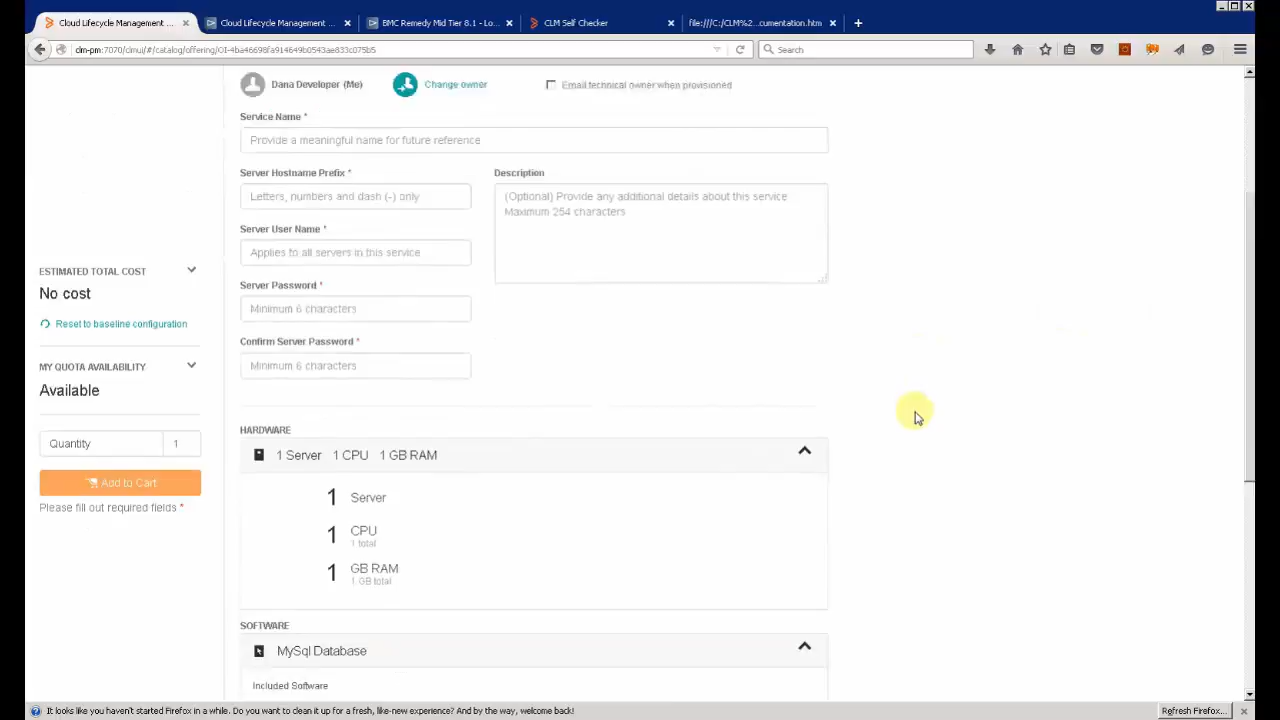 Cloud Lifecycle Management ...
Cloud Lifecycle Management ...
BMC Remedy Mid Tier 8.1 - Lo...
CLM Self Checker
file:///C:/CLM%2...cumentation.htm
clm-pm:7070/clmui/#/catalog/offering/OI-4ba46698fa914649b0543ae833c075b5
Search
Dana Developer (Me)
Change owner
Email technical owner when provisioned
Service Name *
Provide a meaningful name for future reference
Server Hostname Prefix *
Description
Letters, numbers and dash (-) only
(Optional) Provide any additional details about this service
Maximum 254 characters
Server User Name *
Applies to all servers in this service
Server Password *
Minimum 6 characters
Confirm Server Password *
Minimum 6 characters
ESTIMATED TOTAL COST
No cost
Reset to baseline configuration
MY QUOTA AVAILABILITY
Available
Quantity 1
Add to Cart
Please fill out required fields *
HARDWARE
1 Server 1 CPU 1 GB RAM
1 Server
1 CPU
1 total
1 GB RAM
1 GB total
SOFTWARE
MySql Database
Included Software
It looks like you haven't started Firefox in a while. Do you want to clean it up for a fresh, like-new experience? And by the way, welcome back!
Refresh Firefox...